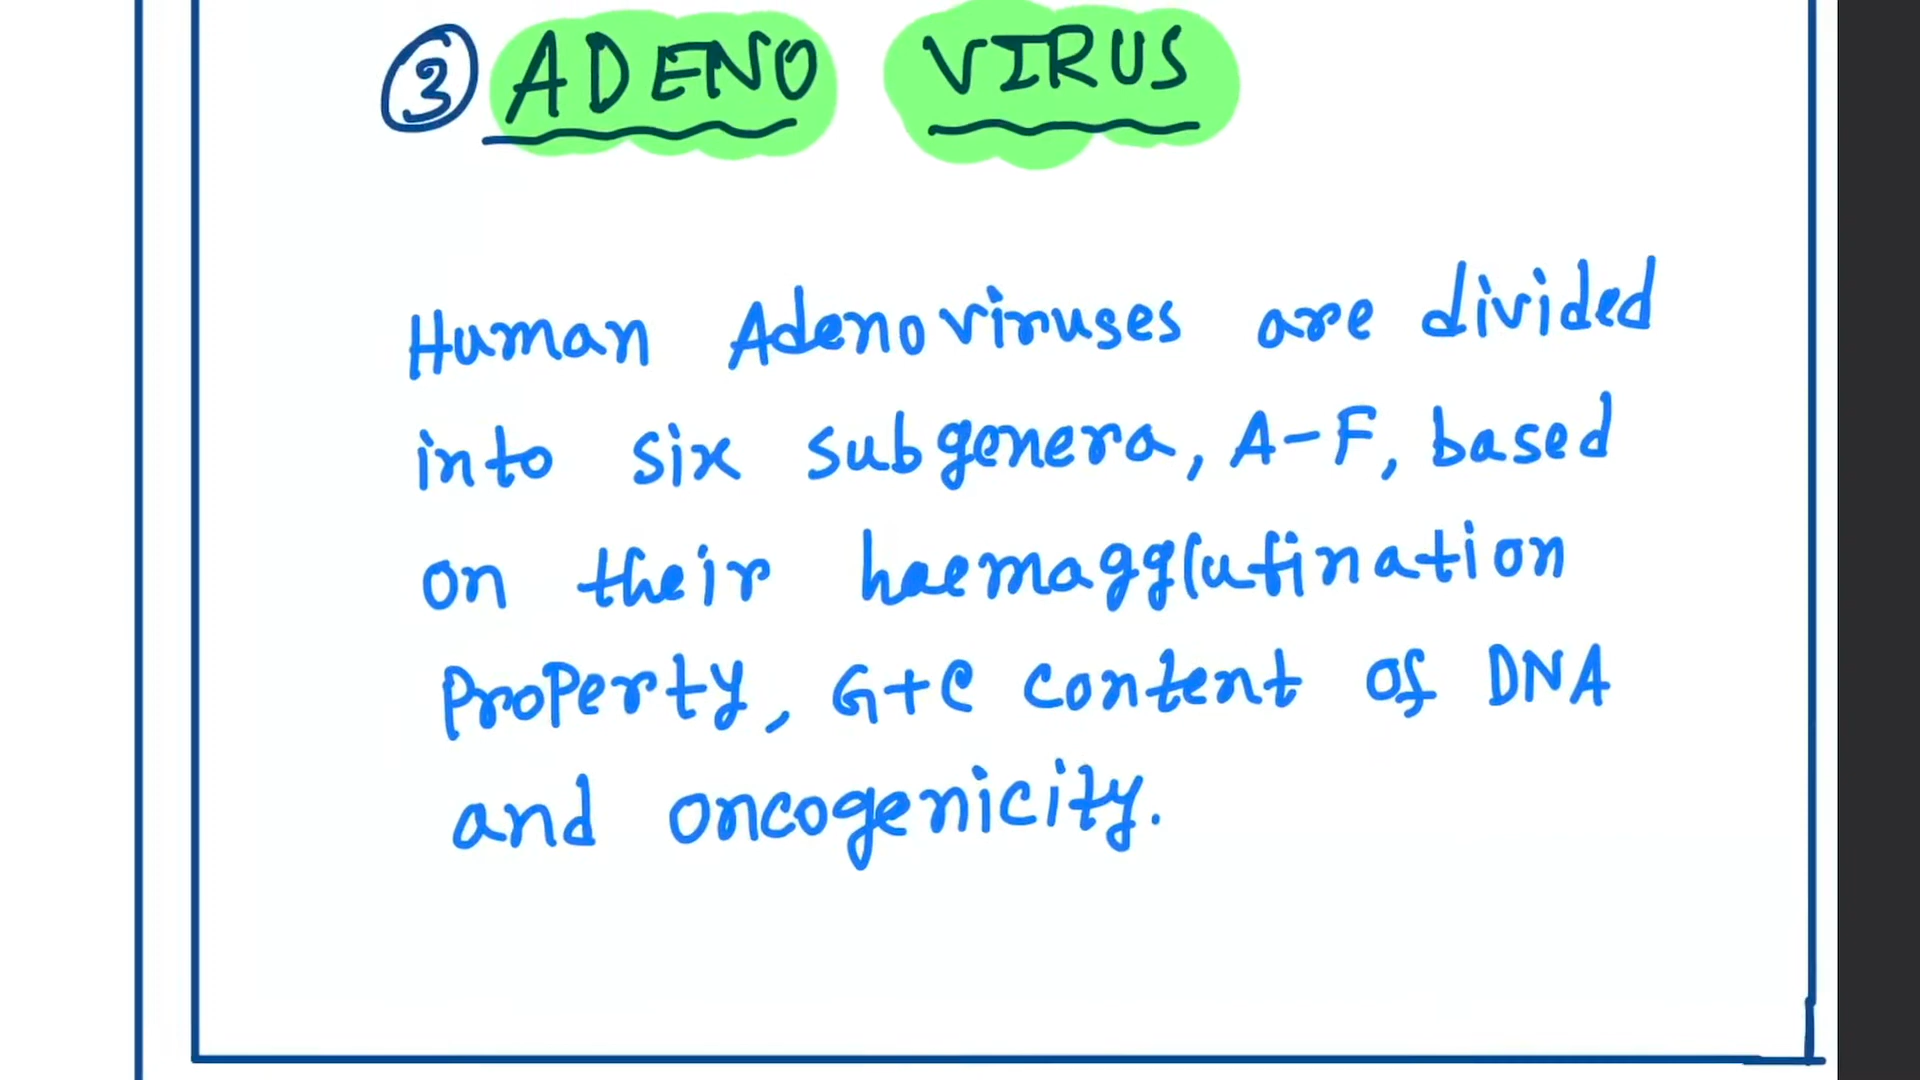 3 ADENO VIRUS
Human Adenoviruses are divided
into six subgenera, A-F, based
on their haemagglutination
Property, G+C content of DNA
and oncogenicity.